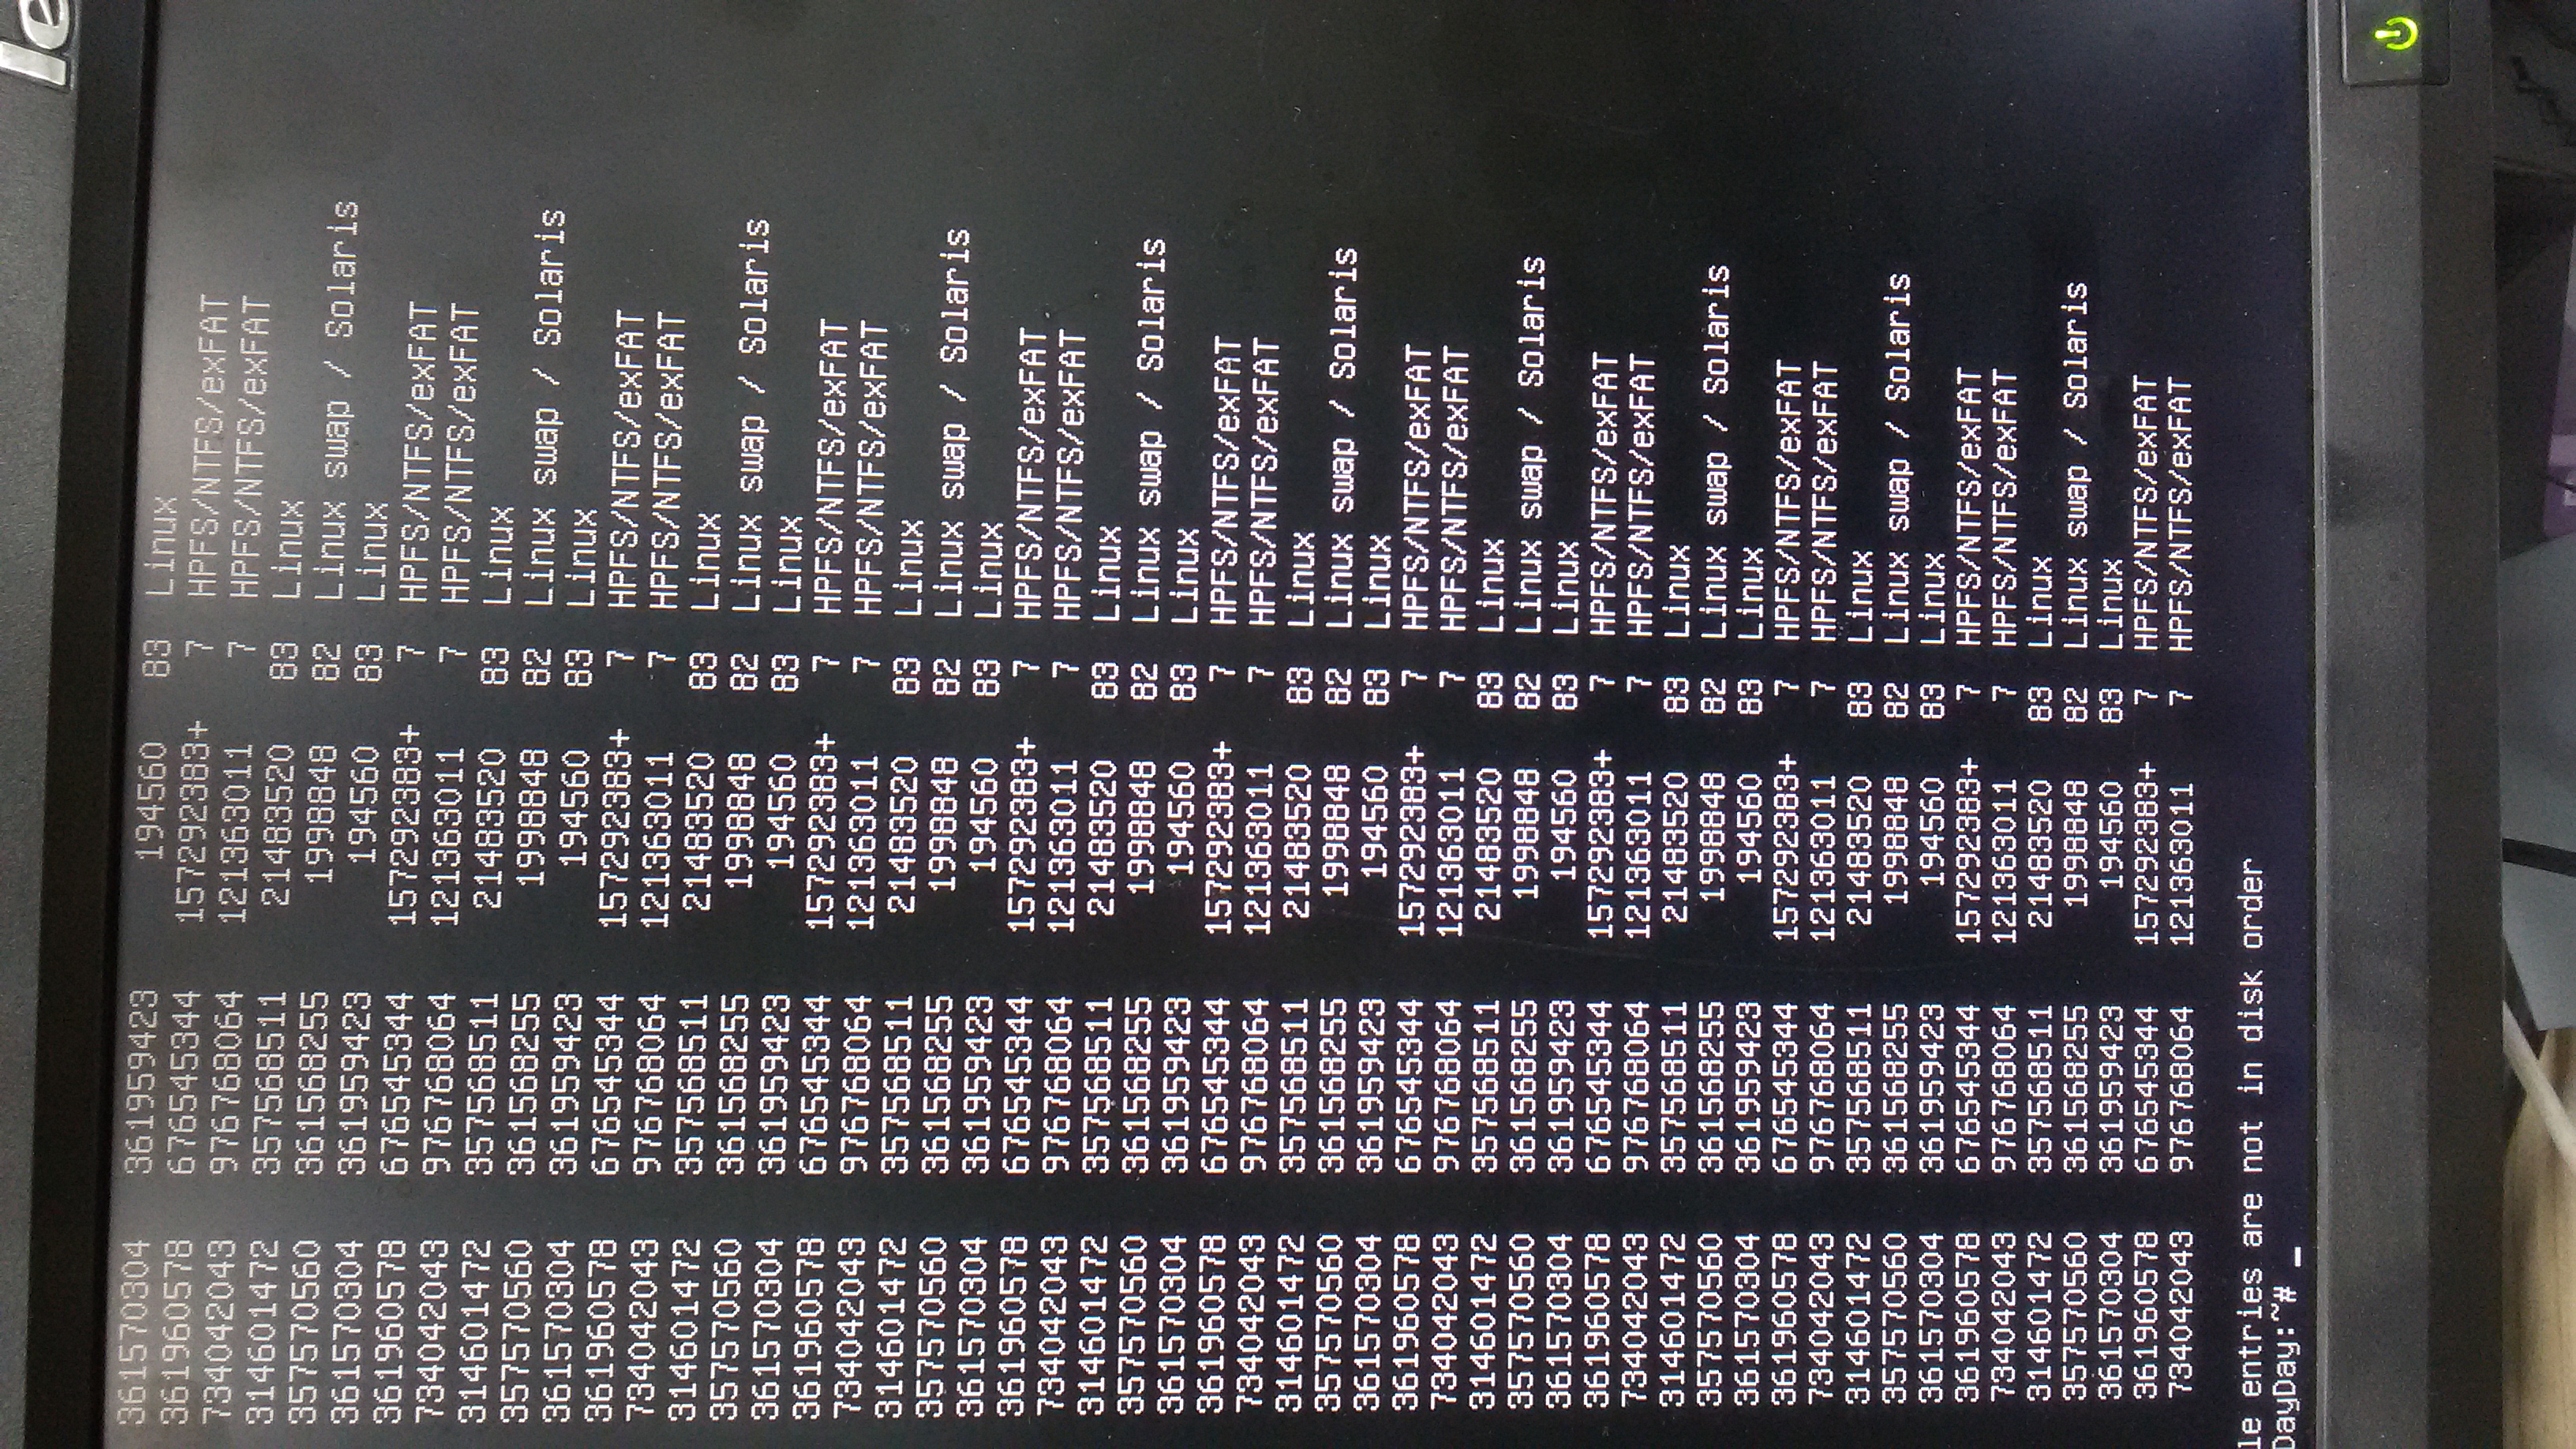 le
361570304 361959423 194560 83 Linux
361960578 676545344 157292383+ 7 HPFS/NTFS/exFAT
734042043 976768064 121363011 7 HPFS/NTFS/exFAT
314601472 357568511 21483520 83 Linux
357570560 361568255 1998848 82 Linux swap / Solaris
361570304 361959423 194560 83 Linux
361960578 676545344 157292383+ 7 HPFS/NTFS/exFAT
734042043 976768064 121363011 7 HPFS/NTFS/exFAT
314601472 357568511 21483520 83 Linux
357570560 361568255 1998848 82 Linux swap / Solaris
361570304 361959423 194560 83 Linux
361960578 676545344 157292383+ 7 HPFS/NTFS/exFAT
734042043 976768064 121363011 7 HPFS/NTFS/exFAT
314601472 357568511 21483520 83 Linux
357570560 361568255 1998848 82 Linux swap / Solaris
361570304 361959423 194560 83 Linux
361960578 676545344 157292383+ 7 HPFS/NTFS/exFAT
734042043 976768064 121363011 7 HPFS/NTFS/exFAT
314601472 357568511 21483520 83 Linux
357570560 361568255 1998848 82 Linux swap / Solaris
361570304 361959423 194560 83 Linux
361960578 676545344 157292383+ 7 HPFS/NTFS/exFAT
734042043 976768064 121363011 7 HPFS/NTFS/exFAT
314601472 357568511 21483520 83 Linux
357570560 361568255 1998848 82 Linux swap / Solaris
361570304 361959423 194560 83 Linux
361960578 676545344 157292383+ 7 HPFS/NTFS/exFAT
734042043 976768064 121363011 7 HPFS/NTFS/exFAT
314601472 357568511 21483520 83 Linux
357570560 361568255 1998848 82 Linux swap / Solaris
361570304 361959423 194560 83 Linux
361960578 676545344 157292383+ 7 HPFS/NTFS/exFAT
734042043 976768064 121363011 7 HPFS/NTFS/exFAT
314601472 357568511 21483520 83 Linux
357570560 361568255 1998848 82 Linux swap / Solaris
361570304 361959423 194560 83 Linux
361960578 676545344 157292383+ 7 HPFS/NTFS/exFAT
734042043 976768064 121363011 7 HPFS/NTFS/exFAT
314601472 357568511 21483520 83 Linux
357570560 361568255 1998848 82 Linux swap / Solaris
361570304 361959423 194560 83 Linux
361960578 676545344 157292383+ 7 HPFS/NTFS/exFAT
734042043 976768064 121363011 7 HPFS/NTFS/exFAT
314601472 357568511 21483520 83 Linux
357570560 361568255 1998848 82 Linux swap / Solaris
361570304 361959423 194560 83 Linux
361960578 676545344 157292383+ 7 HPFS/NTFS/exFAT
734042043 976768064 121363011 7 HPFS/NTFS/exFAT
314601472 357568511 21483520 83 Linux
357570560 361568255 1998848 82 Linux swap / Solaris
361570304 361959423 194560 83 Linux
361960578 676545344 157292383+ 7 HPFS/NTFS/exFAT
734042043 976768064 121363011 7 HPFS/NTFS/exFAT
le entries are not in disk order
DayDay:~# _